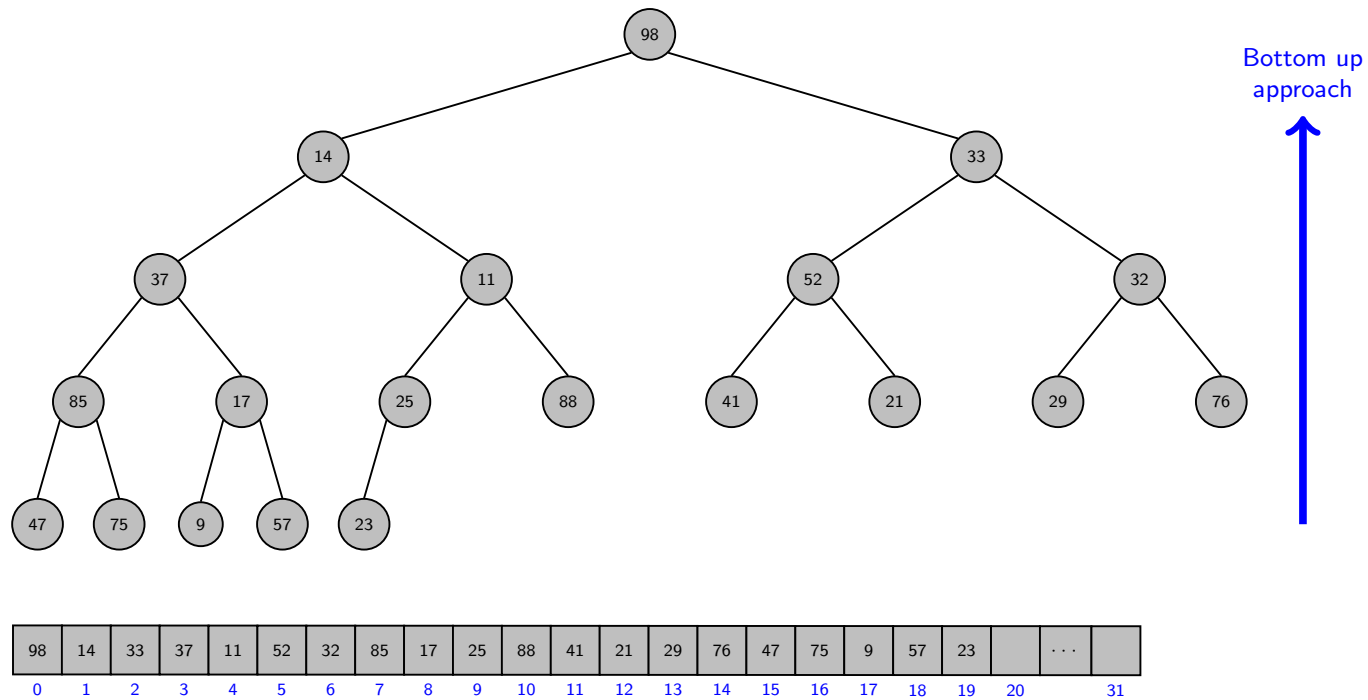 98
Bottom up
approach
14 33
37 11 52 32
85 17 25 88 41 21 29 76
47 75 9 57 23
98 14 33 37 11 52 32 85 17 25 88 41 21 29 76 47 75 9 57 23 · · ·
0 1 2 3 4 5 6 7 8 9 10 11 12 13 14 15 16 17 18 19 20 31